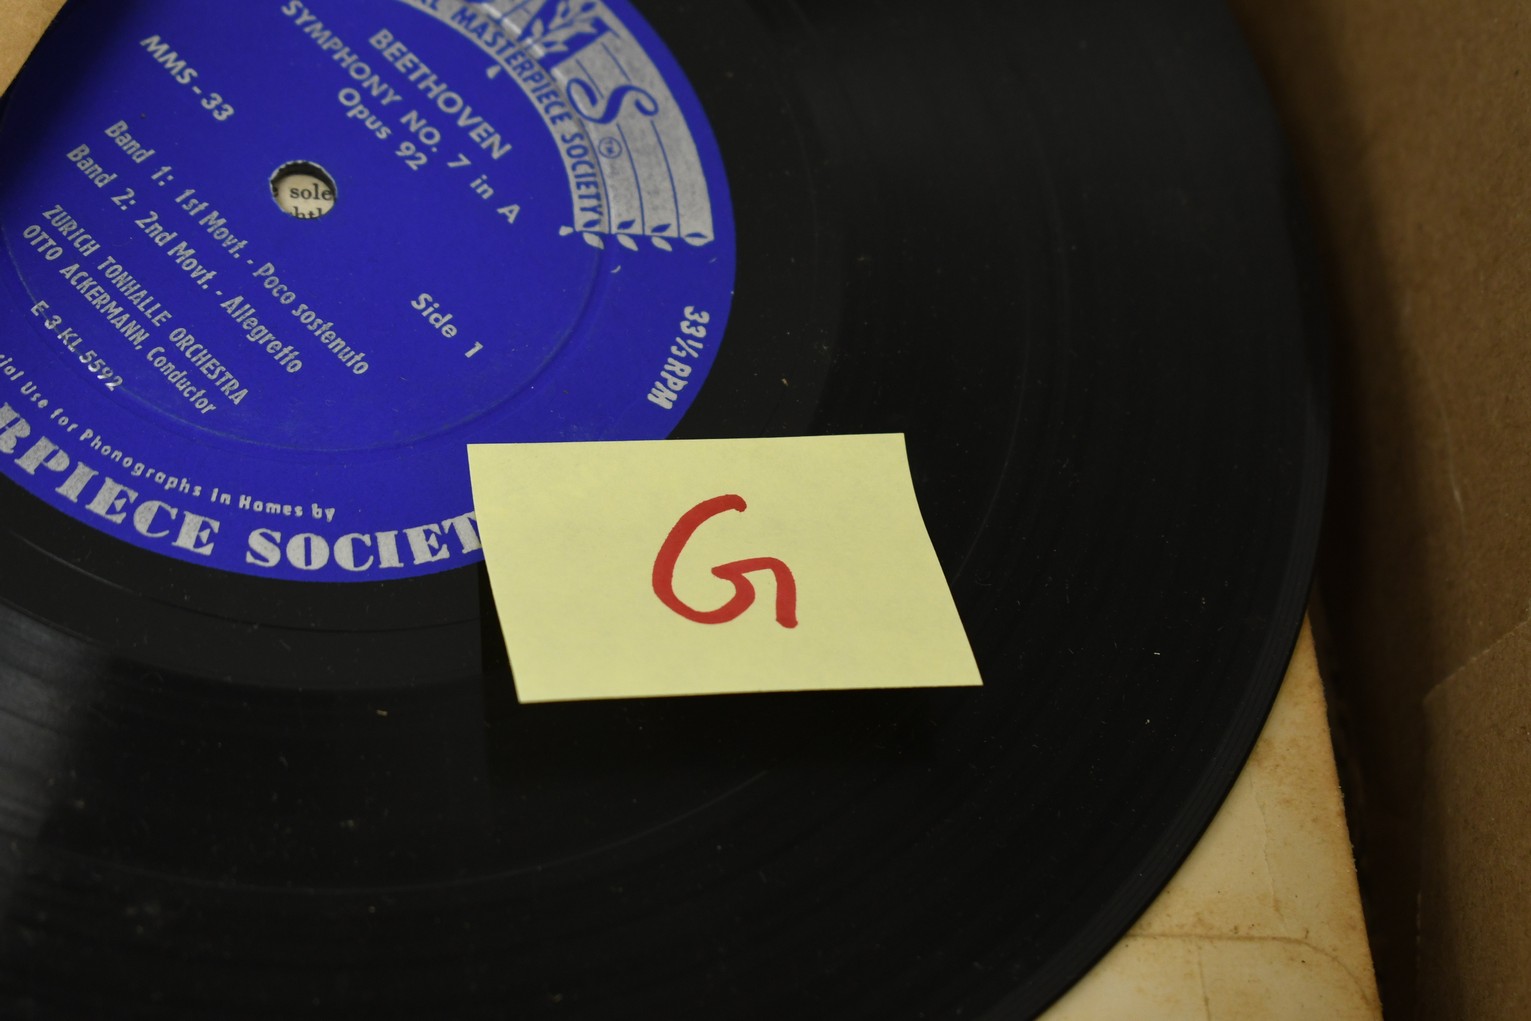 MASTERPIECE SOCIETY
BEETHOVEN
SYMPHONY NO. 7 in A
Opus 92
MMS-33
Side 1
Band 1: 1st Movt. - Poco sostenuto
Band 2: 2nd Movt. - Allegretto
ZURICH TONHALLE ORCHESTRA
OTTO ACKERMANN, Conductor
E 3-KL 5592
33⅓ RPM
Use for Phonographs in Homes by
RPIECE SOCIET
sole
G